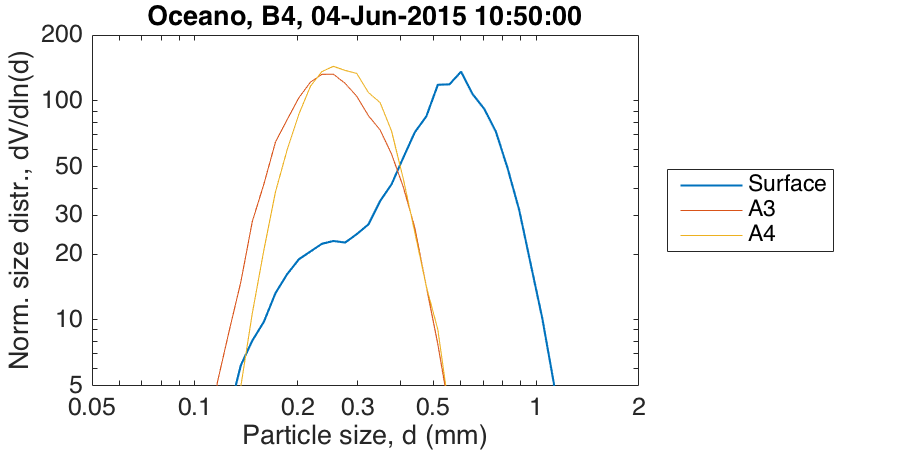 Oceano, B4, 04-Jun-2015 10:50:00
Norm. size distr., dV/dln(d)
200
100
50
30
20
10
5
0.05 0.1 0.2 0.3 0.5 1 2
Particle size, d (mm)
Surface
A3
A4